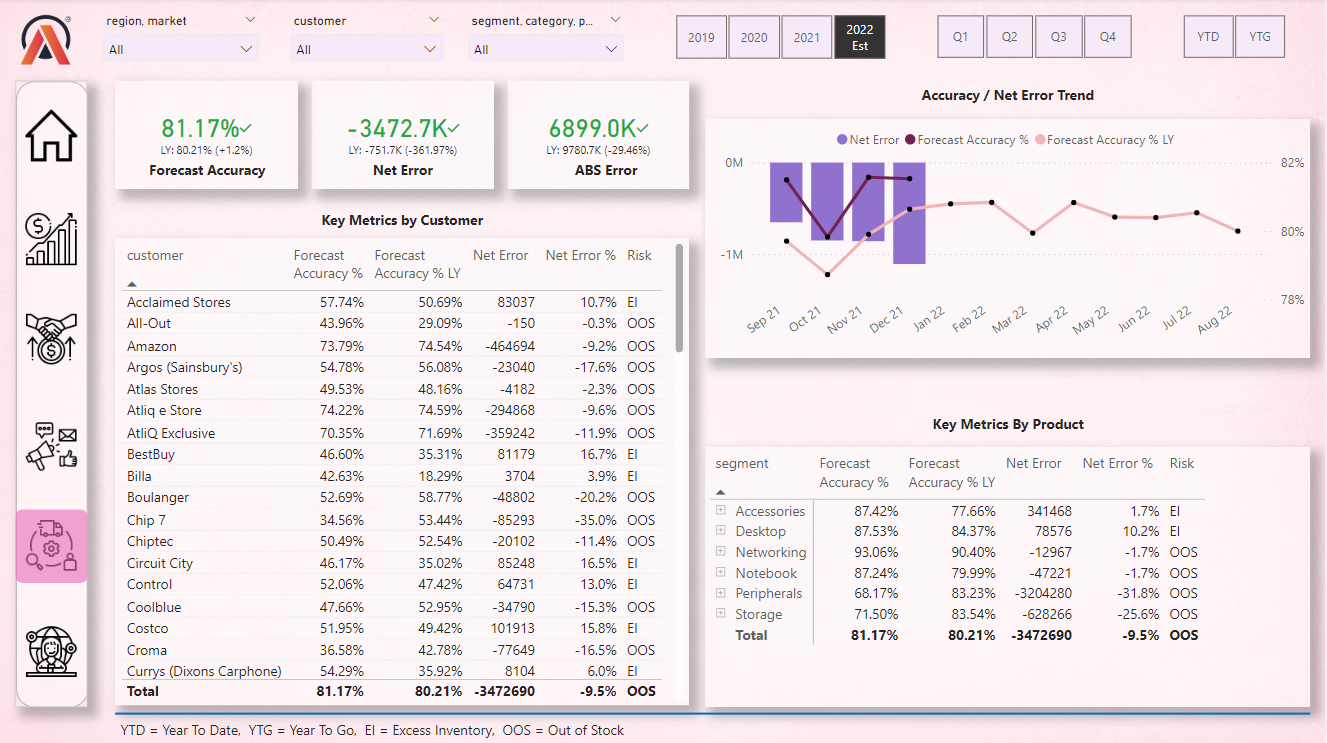 region, market
customer
segment, category, p...
All
All
All
2019
2020
2021
2022 Est
Q1
Q2
Q3
Q4
YTD
YTG
81.17%
LY: 80.21% (+1.2%)
Forecast Accuracy
-3472.7K
LY: -751.7K (-361.97%)
Net Error
6899.0K
LY: 9780.7K (-29.46%)
ABS Error
Key Metrics by Customer
customer Forecast Accuracy % Forecast Accuracy % LY Net Error Net Error % Risk
Acclaimed Stores 57.74% 50.69% 83037 10.7% EI
All-Out 43.96% 29.09% -150 -0.3% OOS
Amazon 73.79% 74.54% -464694 -9.2% OOS
Argos (Sainsbury's) 54.78% 56.08% -23040 -17.6% OOS
Atlas Stores 49.53% 48.16% -4182 -2.3% OOS
Atliq e Store 74.22% 74.59% -294868 -9.6% OOS
AtliQ Exclusive 70.35% 71.69% -359242 -11.9% OOS
BestBuy 46.60% 35.31% 81179 16.7% EI
Billa 42.63% 18.29% 3704 3.9% EI
Boulanger 52.69% 58.77% -48802 -20.2% OOS
Chip 7 34.56% 53.44% -85293 -35.0% OOS
Chiptec 50.49% 52.54% -20102 -11.4% OOS
Circuit City 46.17% 35.02% 85248 16.5% EI
Control 52.06% 47.42% 64731 13.0% EI
Coolblue 47.66% 52.95% -34790 -15.3% OOS
Costco 51.95% 49.42% 101913 15.8% EI
Croma 36.58% 42.78% -77649 -16.5% OOS
Currys (Dixons Carphone) 54.29% 35.92% 8104 6.0% EI
Total 81.17% 80.21% -3472690 -9.5% OOS
Accuracy / Net Error Trend
Net Error Forecast Accuracy % Forecast Accuracy % LY
0M
-1M
82%
80%
78%
Sep 21
Oct 21
Nov 21
Dec 21
Jan 22
Feb 22
Mar 22
Apr 22
May 22
Jun 22
Jul 22
Aug 22
Key Metrics By Product
segment Forecast Accuracy % Forecast Accuracy % LY Net Error Net Error % Risk
Accessories 87.42% 77.66% 341468 1.7% EI
Desktop 87.53% 84.37% 78576 10.2% EI
Networking 93.06% 90.40% -12967 -1.7% OOS
Notebook 87.24% 79.99% -47221 -1.7% OOS
Peripherals 68.17% 83.23% -3204280 -31.8% OOS
Storage 71.50% 83.54% -628266 -25.6% OOS
Total 81.17% 80.21% -3472690 -9.5% OOS
YTD = Year To Date, YTG = Year To Go, EI = Excess Inventory, OOS = Out of Stock